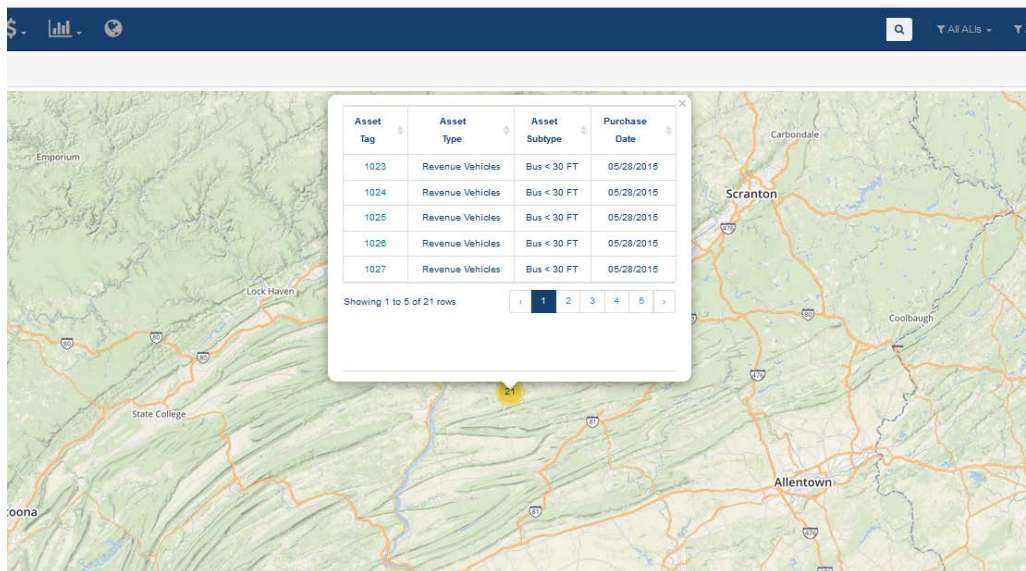 $
All ALIs
Asset Tag Asset Type Asset Subtype Purchase Date
1023 Revenue Vehicles Bus < 30 FT 05/28/2015
1024 Revenue Vehicles Bus < 30 FT 05/28/2015
1025 Revenue Vehicles Bus < 30 FT 05/28/2015
1026 Revenue Vehicles Bus < 30 FT 05/28/2015
1027 Revenue Vehicles Bus < 30 FT 05/28/2015
Showing 1 to 5 of 21 rows ‹ 1 2 3 4 5 ›
×
Carbondale
Emporium
Scranton
476
Lock Haven
80
Coolbaugh
80
80
80
476
21
State College
81
Allentown
toona
81
476